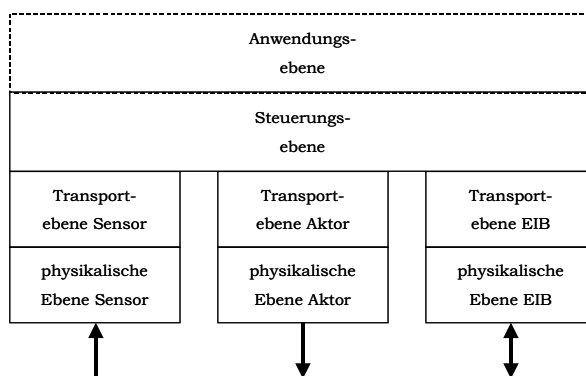 Anwendungs-
ebene
Steuerungs-
ebene
Transport-
ebene Sensor
Transport-
ebene Aktor
Transport-
ebene EIB
physikalische
Ebene Sensor
physikalische
Ebene Aktor
physikalische
Ebene EIB